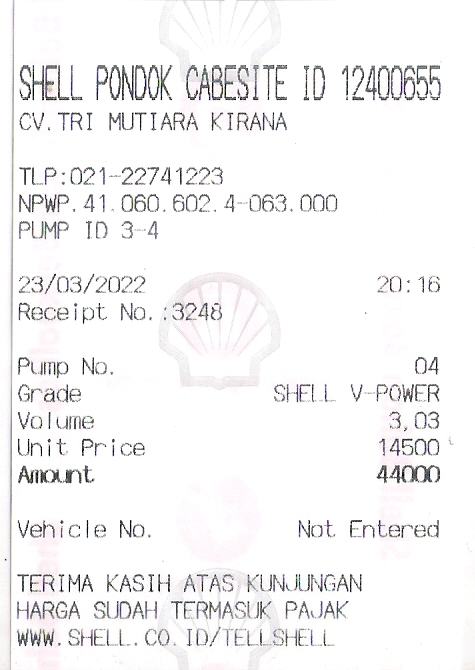 SHELL PONDOK CABESITE ID 12400655
CV.TRI MUTIARA KIRANA
TLP:021-22741223
NPWP.41.060.602.4-063.000
PUMP ID 3-4
23/03/2022 20:16
Receipt No.:3248
Pump No. 04
Grade SHELL V-POWER
Volume 3,03
Unit Price 14500
Amount 44000
Vehicle No. Not Entered
TERIMA KASIH ATAS KUNJUNGAN
HARGA SUDAH TERMASUK PAJAK
WWW.SHELL.CO.ID/TELLSHELL